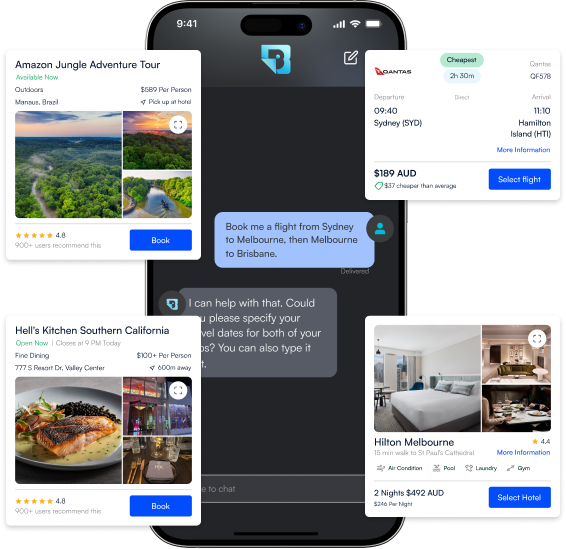 9:41
Amazon Jungle Adventure Tour
Available Now
Outdoors
$589 Per Person
Manaus, Brazil
Pick up at hotel
4.8
900+ users recommend this
Book
QANTAS
Cheapest
2h 30m
Qantas
QF578
Departure
Direct
Arrival
09:40
11:10
Sydney (SYD)
Hamilton
Island (HTI)
More Information
$189 AUD
$37 cheaper than average
Select flight
Book me a flight from Sydney
to Melbourne, then Melbourne
to Brisbane.
Delivered
I can help with that. Could
u please specify your
vel dates for both of your
os? You can also type it
t.
Hell's Kitchen Southern California
Open Now | Closes at 9 PM Today
Fine Dining
$100+ Per Person
777 S Resort Dr, Valley Center
600m away
4.8
900+ users recommend this
Book
Hilton Melbourne
4.4
15 min walk to St Paul's Cathedral
More Information
Air Condition
Pool
Laundry
Gym
2 Nights $492 AUD
$246 Per Night
Select Hotel
e to chat